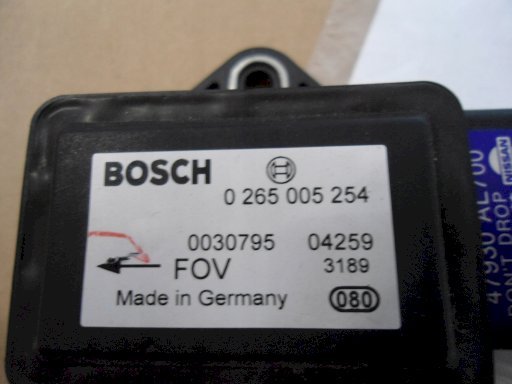 BOSCH
0 265 005 254
0030795 04259
FOV 3189
Made in Germany 080
47930 AL700
DON'T DROP NISSAN